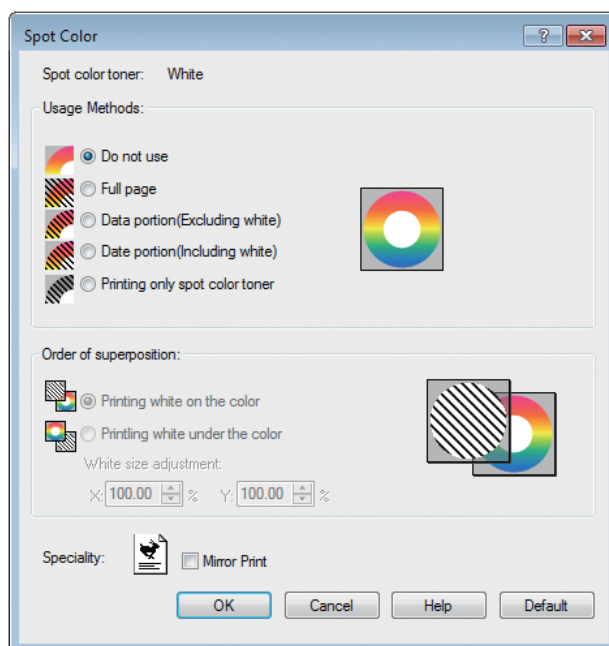 Spot Color
Spot color toner: White
Usage Methods:
Do not use
Full page
Data portion(Excluding white)
Date portion(Including white)
Printing only spot color toner
Order of superposition:
Printing white on the color
Printling white under the color
White size adjustment:
X: 100.00 % Y: 100.00 %
Speciality: Mirror Print
OK Cancel Help Default